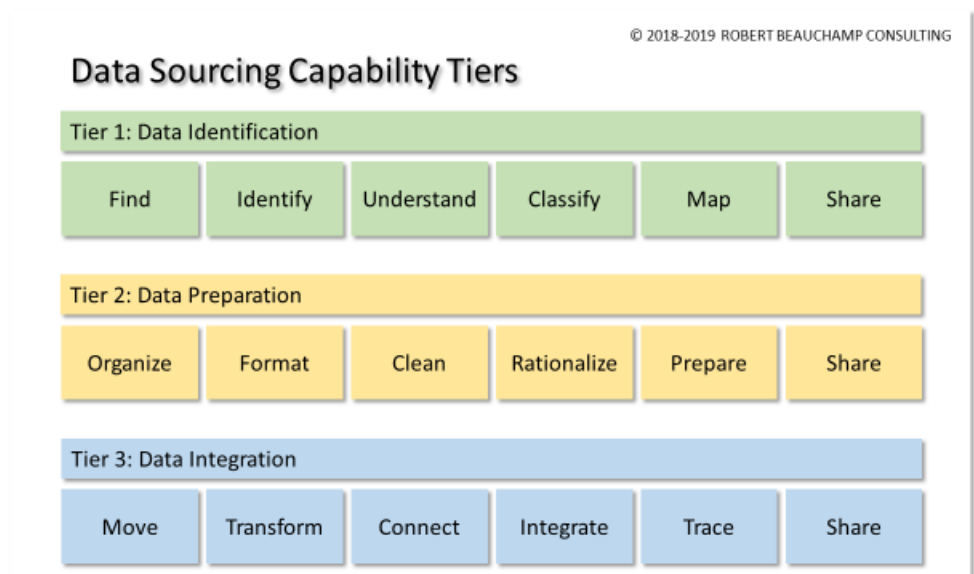 © 2018-2019 ROBERT BEAUCHAMP CONSULTING
Data Sourcing Capability Tiers
Tier 1: Data Identification
Find Identify Understand Classify Map Share
Tier 2: Data Preparation
Organize Format Clean Rationalize Prepare Share
Tier 3: Data Integration
Move Transform Connect Integrate Trace Share